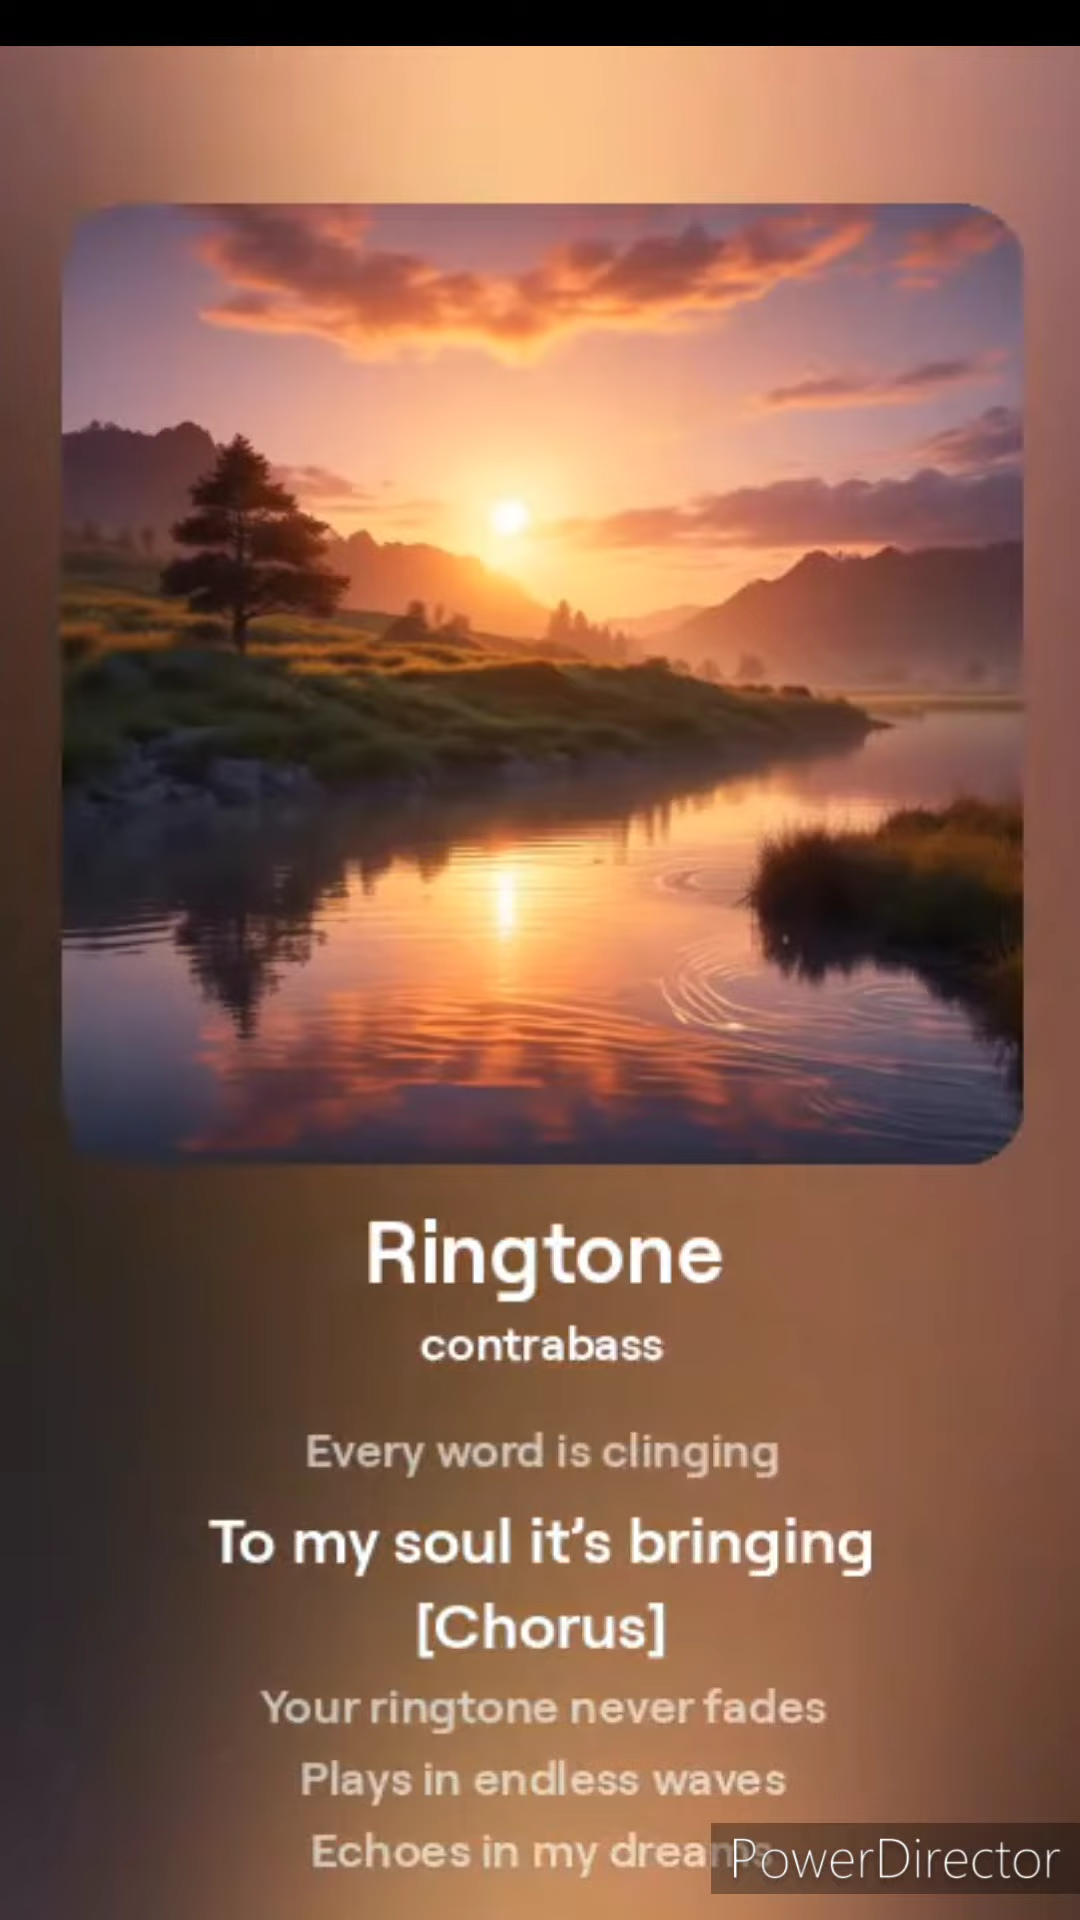 Ringtone
contrabass
Every word is clinging
To my soul it's bringing
[Chorus]
Your ringtone never fades
Plays in endless waves
Echoes in my dreams
PowerDirector